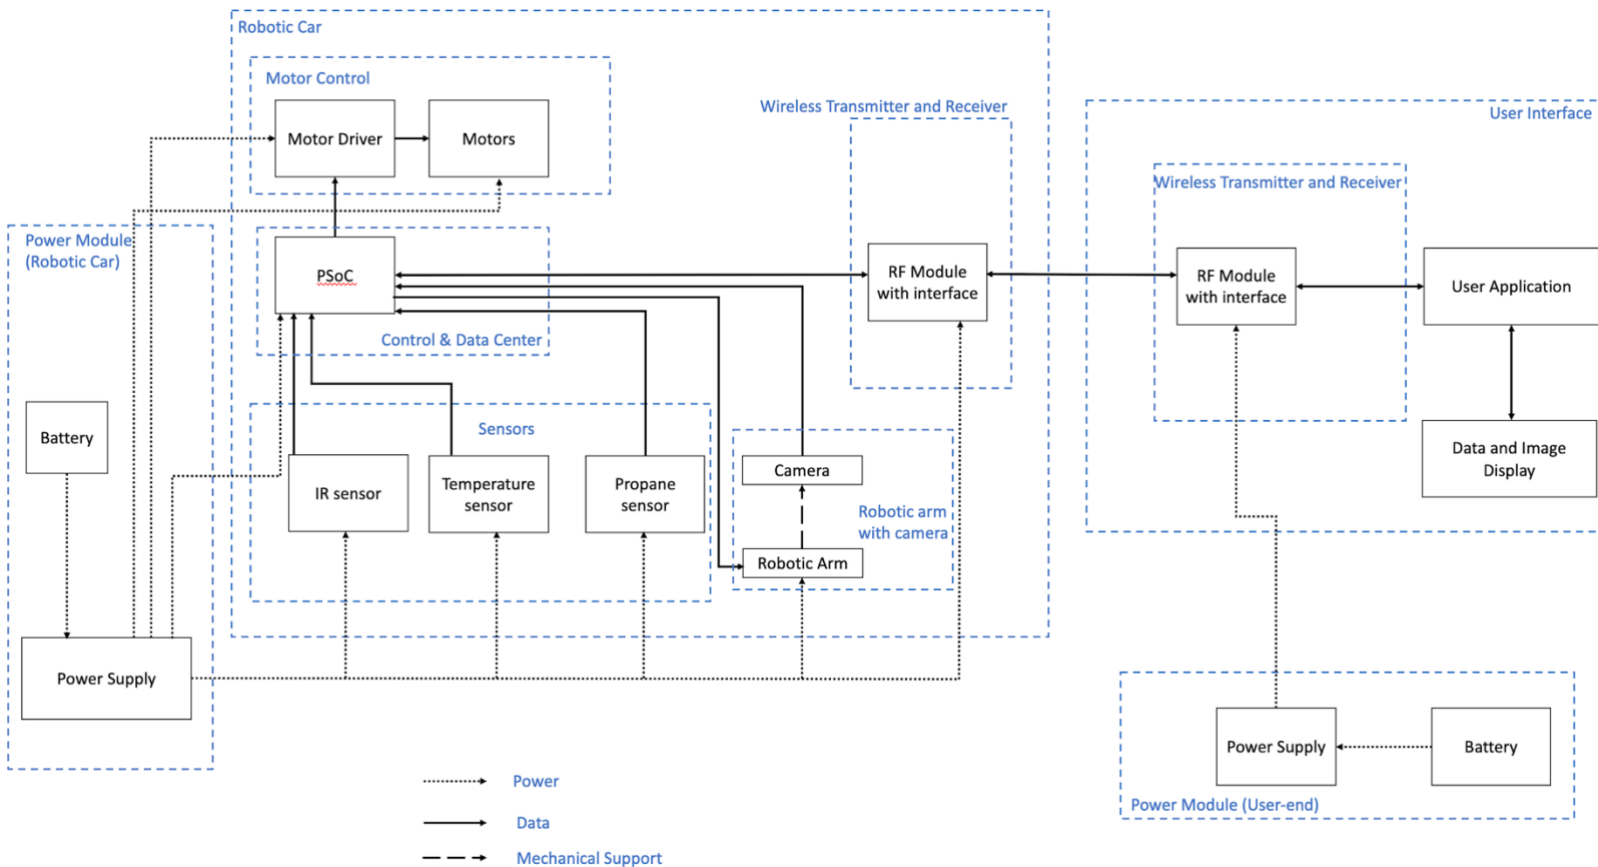 Robotic Car
Motor Control
Motor Driver
Motors
Wireless Transmitter and Receiver
User Interface
Wireless Transmitter and Receiver
Power Module
(Robotic Car)
PSoC
Control & Data Center
RF Module
with interface
RF Module
with interface
User Application
Battery
Sensors
IR sensor
Temperature
sensor
Propane
sensor
Camera
Robotic arm
with camera
Robotic Arm
Data and Image
Display
Power Supply
Power Supply
Battery
Power Module (User-end)
Power
Data
Mechanical Support